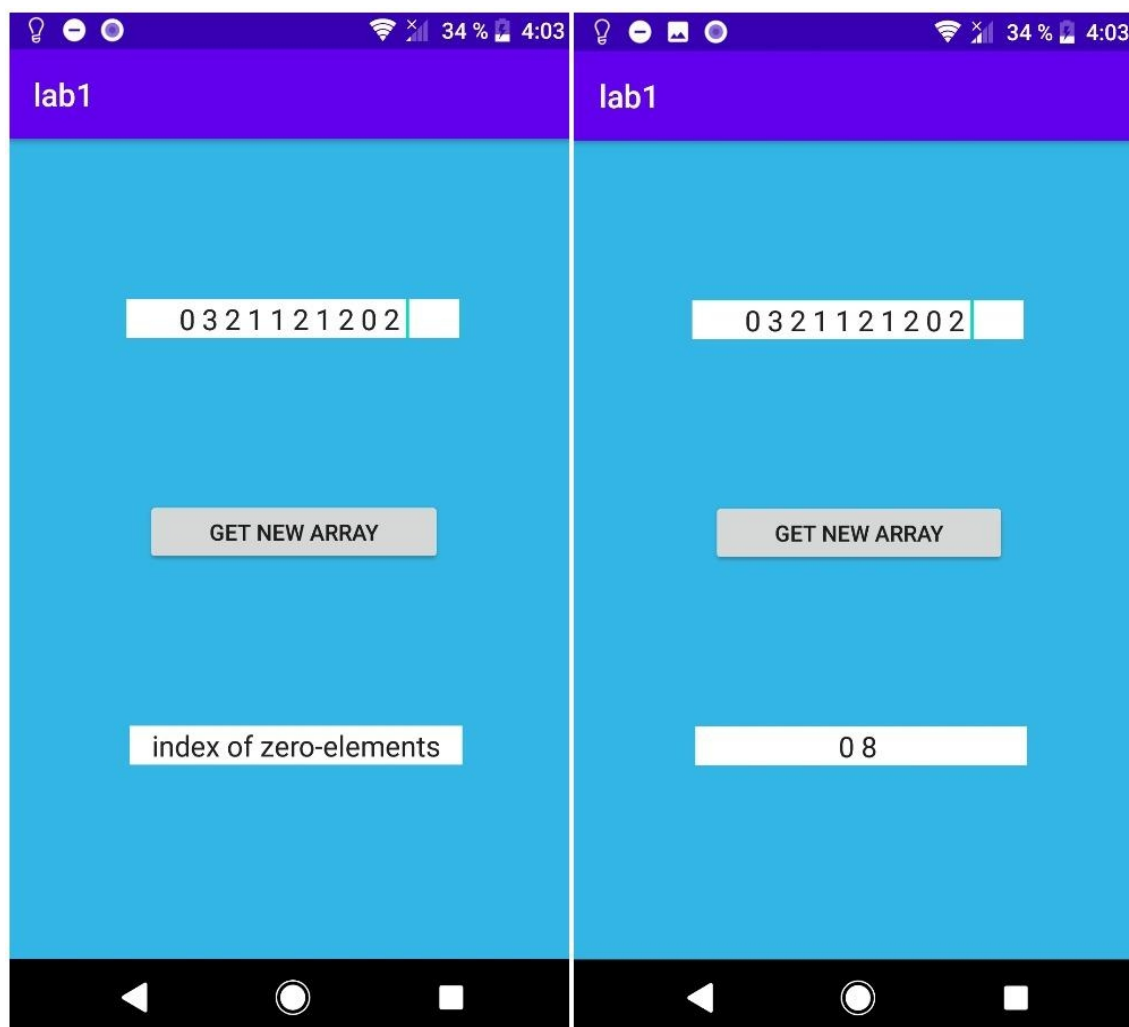 34 % 4:03
lab1
0 3 2 1 1 2 1 2 0 2
GET NEW ARRAY
index of zero-elements
34 % 4:03
lab1
0 3 2 1 1 2 1 2 0 2
GET NEW ARRAY
0 8